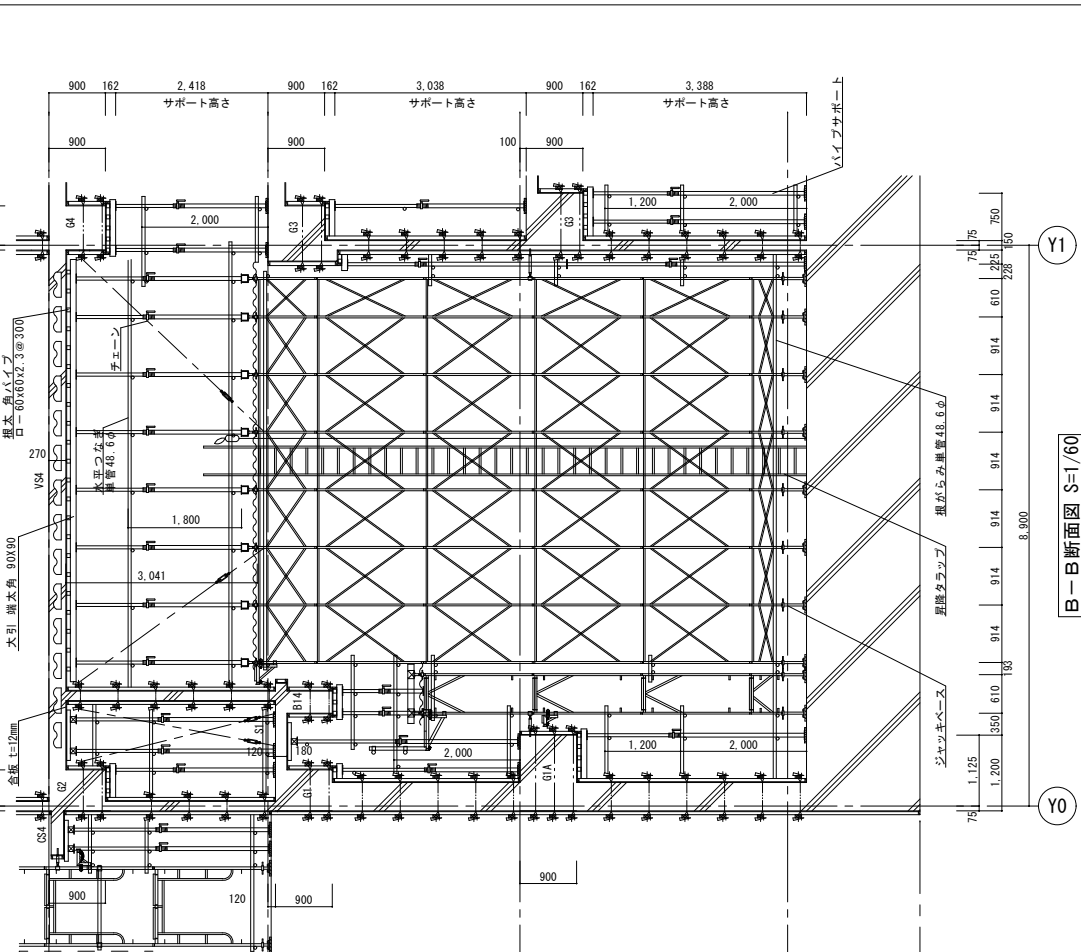 900 162 2,418 900 162 3,038 900 162 3,388
サポート高さ サポート高さ サポート高さ
900 900 100 900
パイプサポート
G4 G3 G3
2,000 1,200 2,000
750
75 150
75
225
228
Y1
610
914
914
914
914
914
914
193
610
350
8,900
1,125
1,200
75
Y0
根太 角パイプ
ロ－60x60x2.3@300
チェーン
水平つなぎ
単管48.6φ
270
VS4
1,800
3,041
大引 端太角 90X90
合板 t=12mm
根がらみ単管48.6φ
昇降タラップ
ジャッキベース
B－B断面図 S=1/60
B14
S1
120
180
2,000
1,200 2,000
G2
G1
G1A
CS4
900
120
900
900